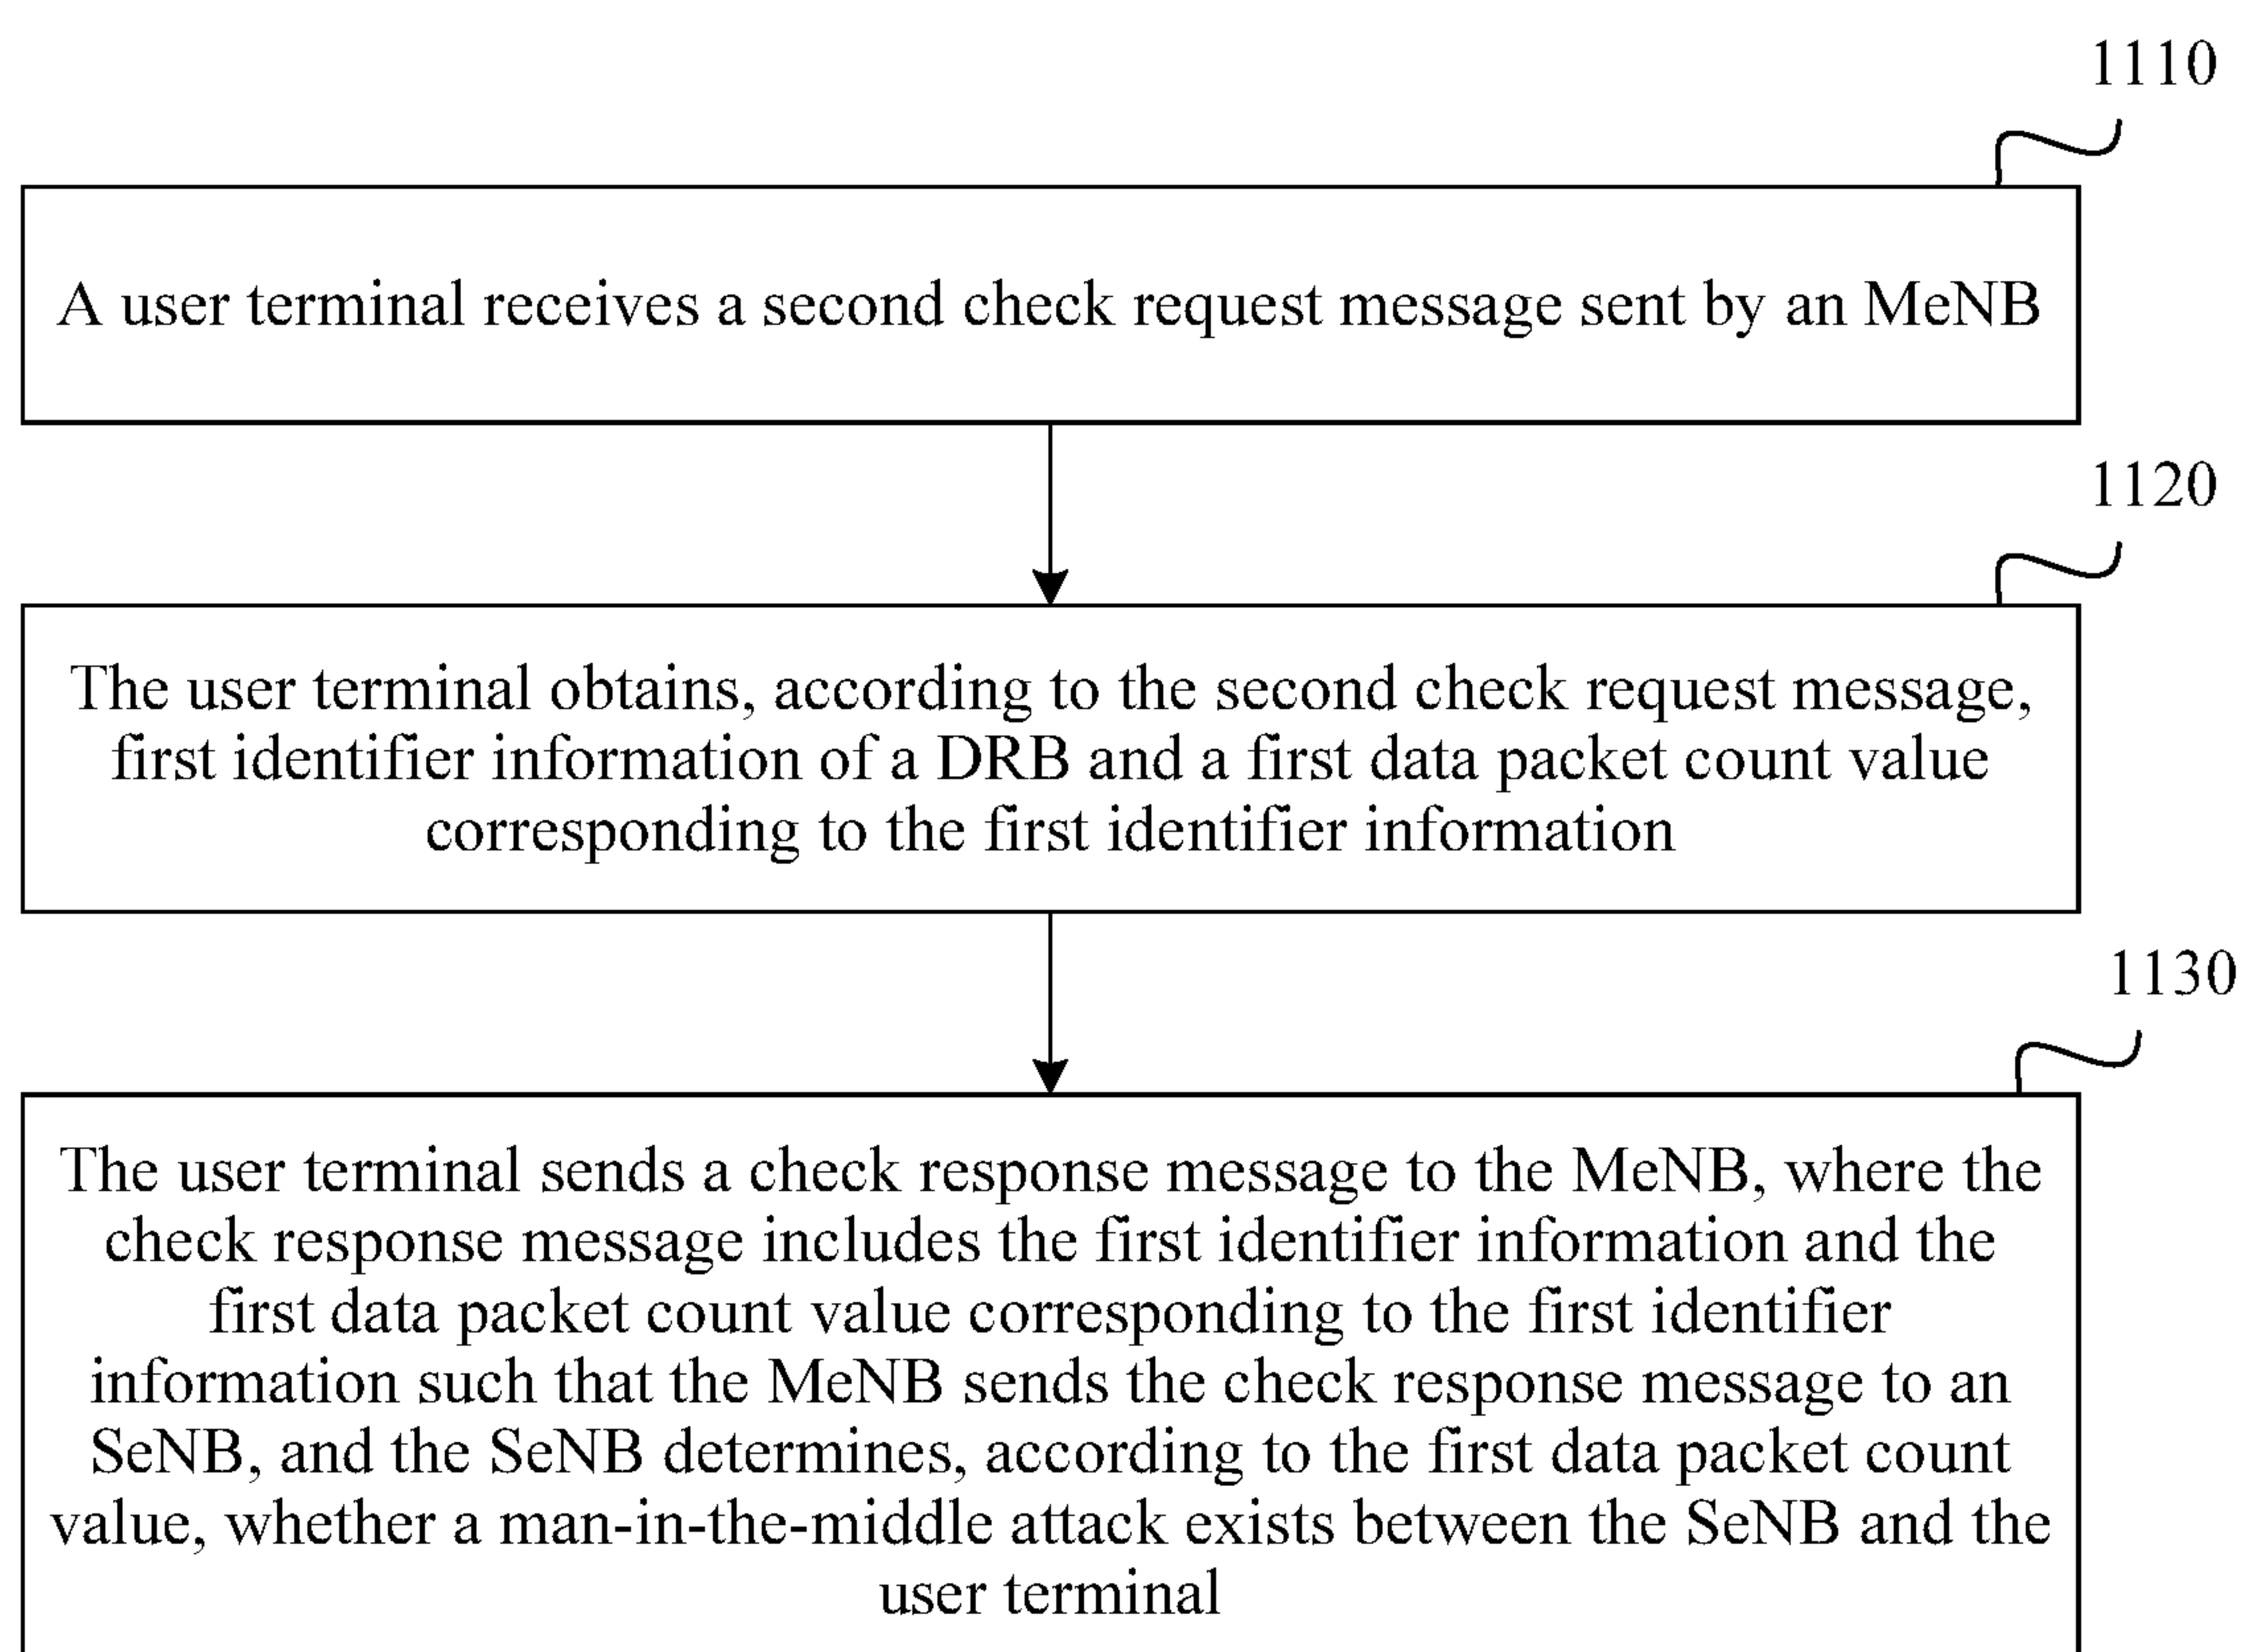 1110
A user terminal receives a second check request message sent by an MeNB
1120
The user terminal obtains, according to the second check request message,
first identifier information of a DRB and a first data packet count value
corresponding to the first identifier information
1130
The user terminal sends a check response message to the MeNB, where the
check response message includes the first identifier information and the
first data packet count value corresponding to the first identifier
information such that the MeNB sends the check response message to an
SeNB, and the SeNB determines, according to the first data packet count
value, whether a man-in-the-middle attack exists between the SeNB and the
user terminal